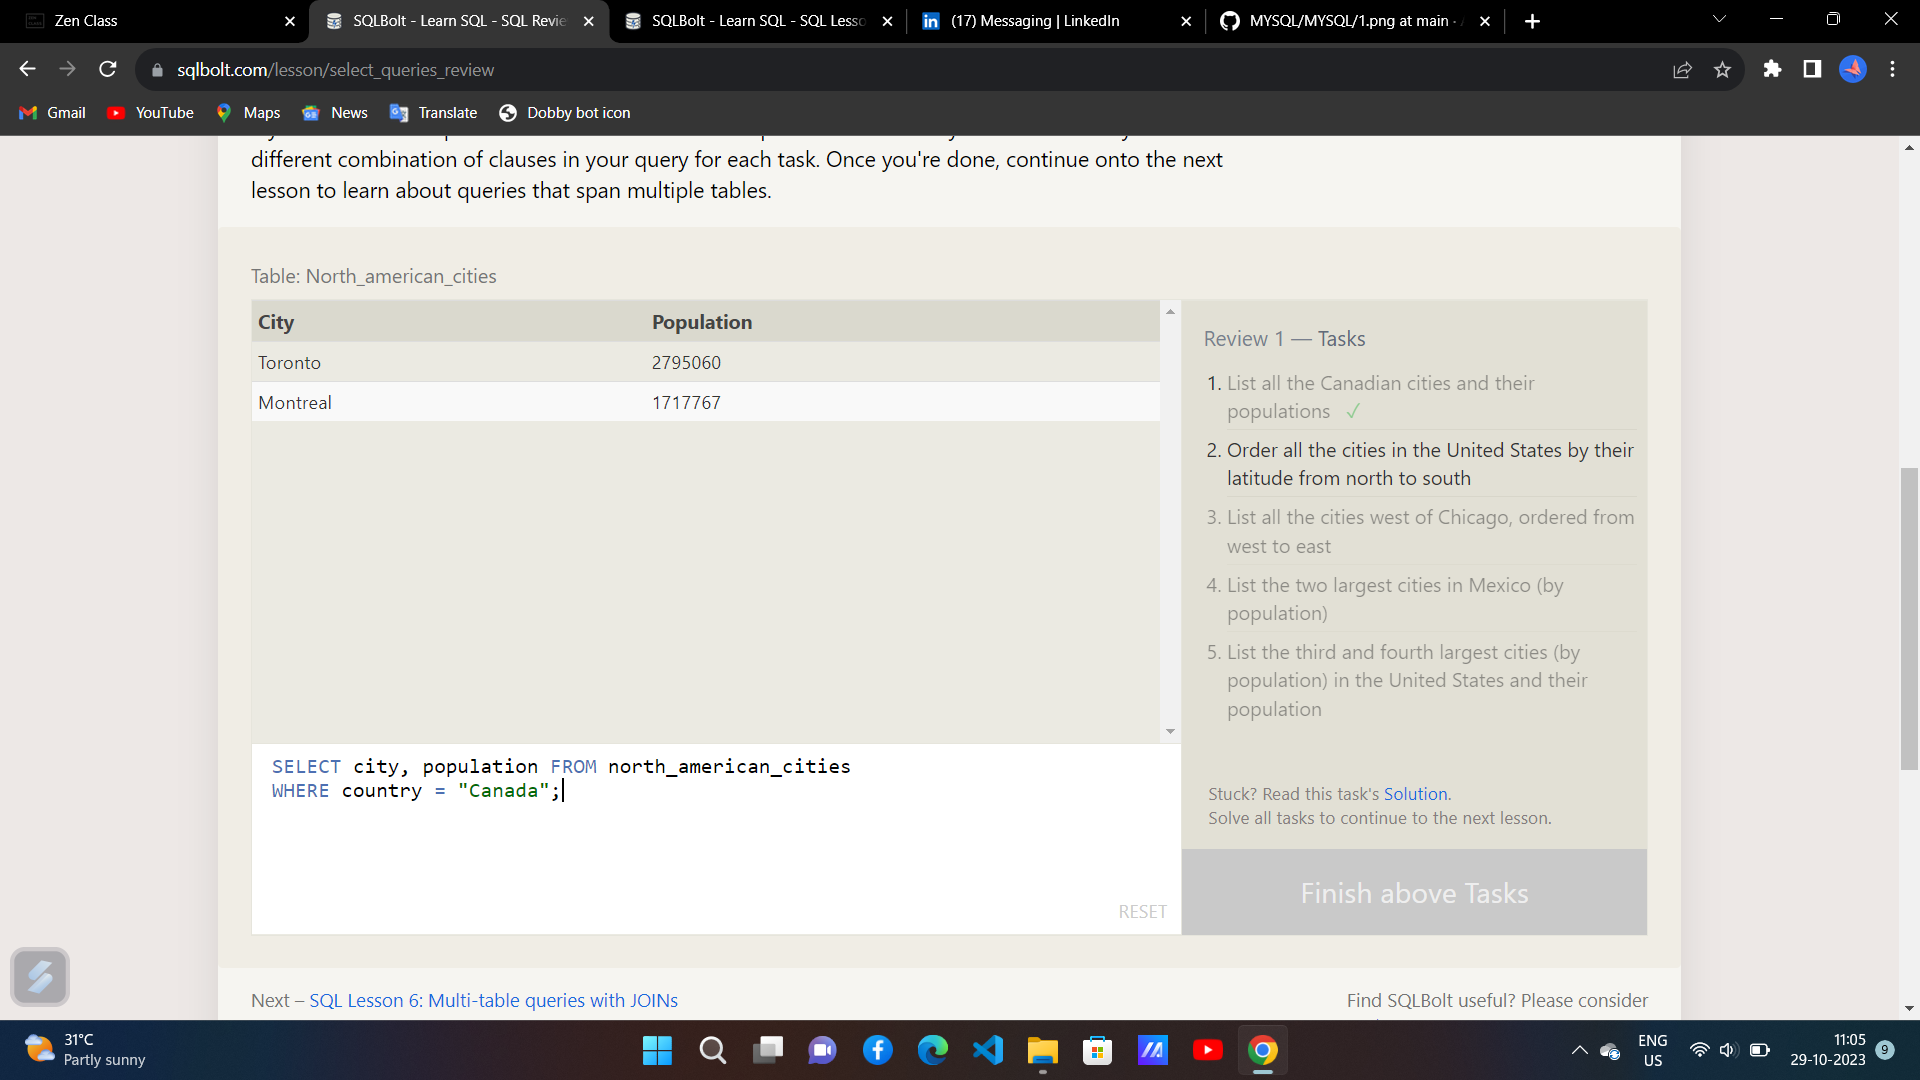 Zen Class
SQLBolt - Learn SQL - SQL Revie
SQLBolt - Learn SQL - SQL Lesso
(17) Messaging | LinkedIn
MYSQL/MYSQL/1.png at main ·
sqlbolt.com/lesson/select_queries_review
Gmail
YouTube
Maps
News
Translate
Dobby bot icon
different combination of clauses in your query for each task. Once you're done, continue onto the next
lesson to learn about queries that span multiple tables.
Table: North_american_cities
City Population
Toronto 2795060
Montreal 1717767
SELECT city, population FROM north_american_cities
WHERE country = "Canada";
RESET
Review 1 — Tasks
1. List all the Canadian cities and their
populations ✓
2. Order all the cities in the United States by their
latitude from north to south
3. List all the cities west of Chicago, ordered from
west to east
4. List the two largest cities in Mexico (by
population)
5. List the third and fourth largest cities (by
population) in the United States and their
population
Stuck? Read this task's Solution.
Solve all tasks to continue to the next lesson.
Finish above Tasks
Next – SQL Lesson 6: Multi-table queries with JOINs
Find SQLBolt useful? Please consider
31°C
Partly sunny
ENG
US
11:05
29-10-2023
9